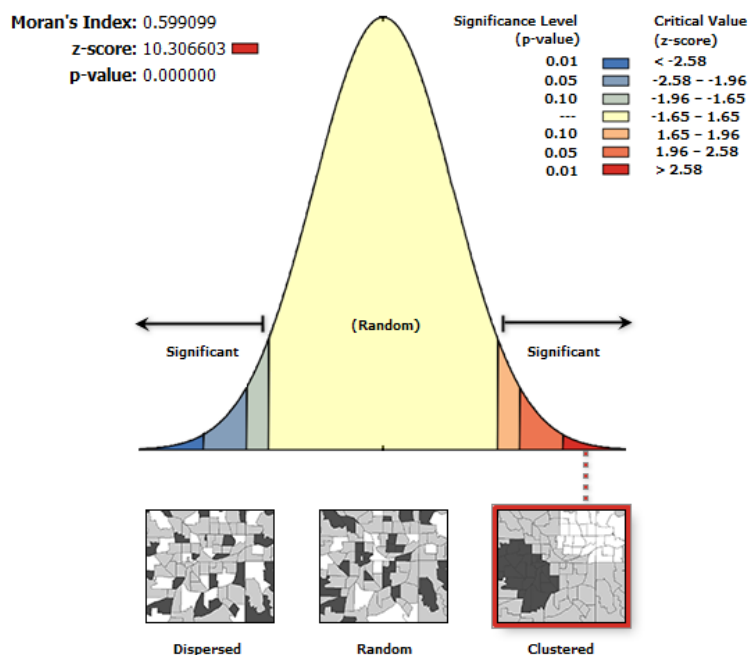 Moran's Index: 0.599099
z-score: 10.306603
p-value: 0.000000
Significance Level (p-value)
Critical Value (z-score)
0.01 < -2.58
0.05 -2.58 – -1.96
0.10 -1.96 – -1.65
--- -1.65 – 1.65
0.10 1.65 – 1.96
0.05 1.96 – 2.58
0.01 > 2.58
(Random)
Significant
Significant
Dispersed
Random
Clustered